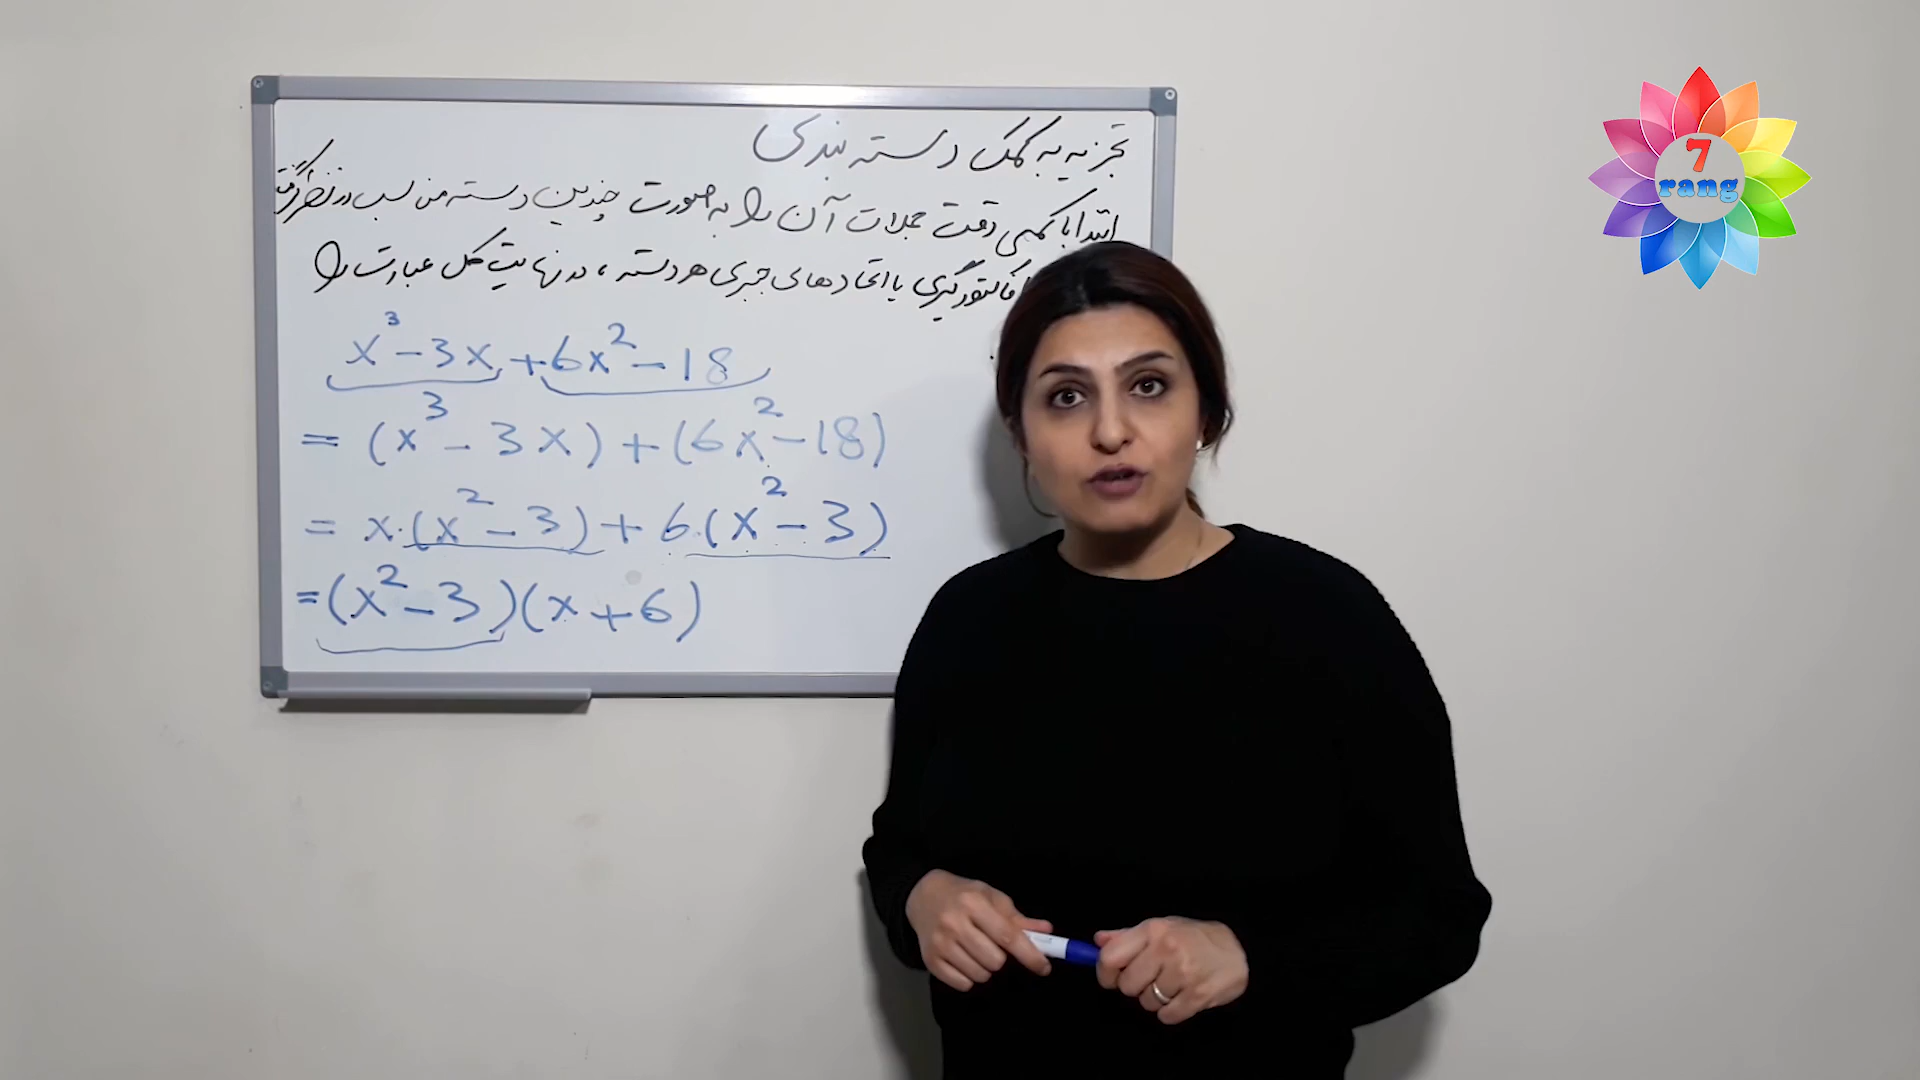 تجزیه به کمک دسته بندی
ابتدا با کمی دقت جملات آن را به صورت چندین دسته مناسب در نظر گرفته
فاکتورگیری یا اتحادهای جبری هر دسته ، در نهایت کل عبارت را
x³ - 3x + 6x² - 18
= (x³ - 3x) + (6x² - 18)
= x.(x² - 3) + 6.(x² - 3)
= (x² - 3)(x + 6)
7
rang